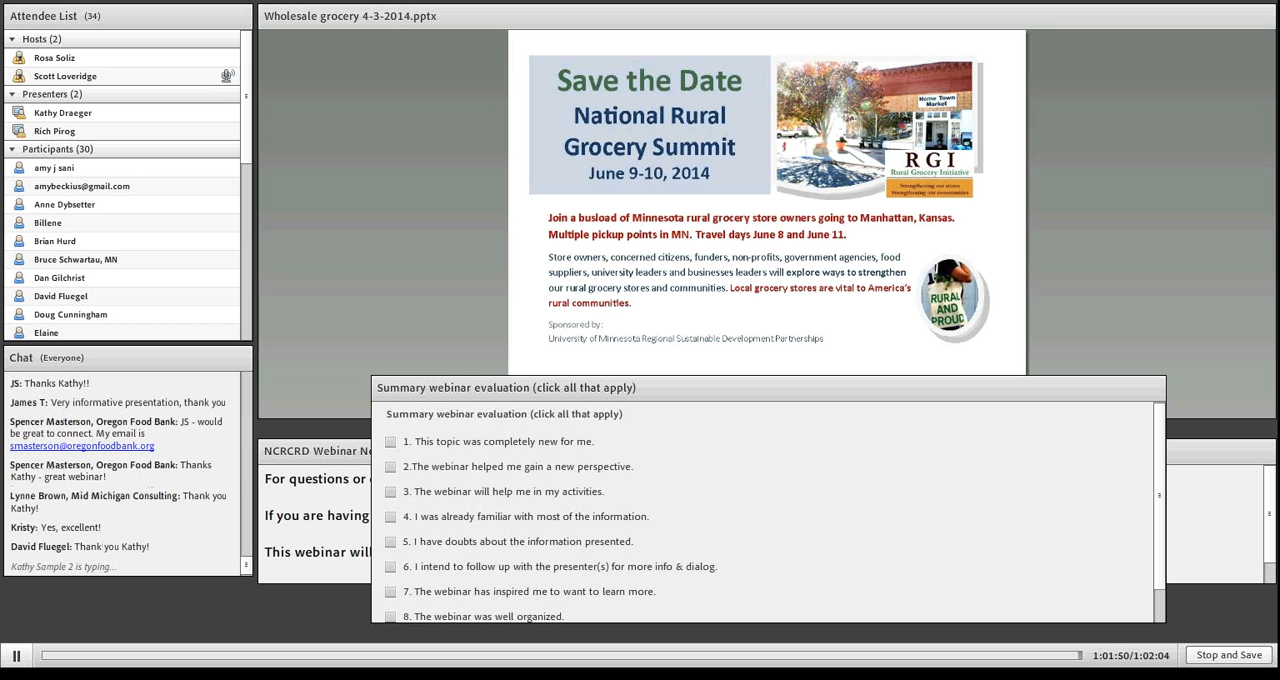 Attendee List (34)
Hosts (2)
Rosa Soliz
Scott Loveridge
Presenters (2)
Kathy Draeger
Rich Pirog
Participants (30)
amy j sani
amybeckius@gmail.com
Anne Dybsetter
Billene
Brian Hurd
Bruce Schwartau, MN
Dan Gilchrist
David Fluegel
Doug Cunningham
Elaine
Chat (Everyone)
JS: Thanks Kathy!!
James T: Very informative presentation, thank you
Spencer Masterson, Oregon Food Bank: JS - would
be great to connect. My email is
smasterson@oregonfoodbank.org
Spencer Masterson, Oregon Food Bank: Thanks
Kathy - great webinar!
Lynne Brown, Mid Michigan Consulting: Thank you
Kathy!
Kristy: Yes, excellent!
David Fluegel: Thank you Kathy!
Kathy Sample 2 is typing...
Wholesale grocery 4-3-2014.pptx
Save the Date
National Rural
Grocery Summit
June 9-10, 2014
Home Town
Market
RGI
Rural Grocery Initiative
Strengthening our stores
Strengthening our communities.
Join a busload of Minnesota rural grocery store owners going to Manhattan, Kansas.
Multiple pickup points in MN. Travel days June 8 and June 11.
Store owners, concerned citizens, funders, non-profits, government agencies, food
suppliers, university leaders and businesses leaders will explore ways to strengthen
our rural grocery stores and communities. Local grocery stores are vital to America's
rural communities.
RURAL
AND
PROUD
Sponsored by:
University of Minnesota Regional Sustainable Development Partnerships
NCRCRD Webinar
For questions or
If you are having
This webinar will
Summary webinar evaluation (click all that apply)
Summary webinar evaluation (click all that apply)
1. This topic was completely new for me.
2.The webinar helped me gain a new perspective.
3. The webinar will help me in my activities.
4. I was already familiar with most of the information.
5. I have doubts about the information presented.
6. I intend to follow up with the presenter(s) for more info & dialog.
7. The webinar has inspired me to want to learn more.
8. The webinar was well organized.
1:01:50/1:02:04
Stop and Save